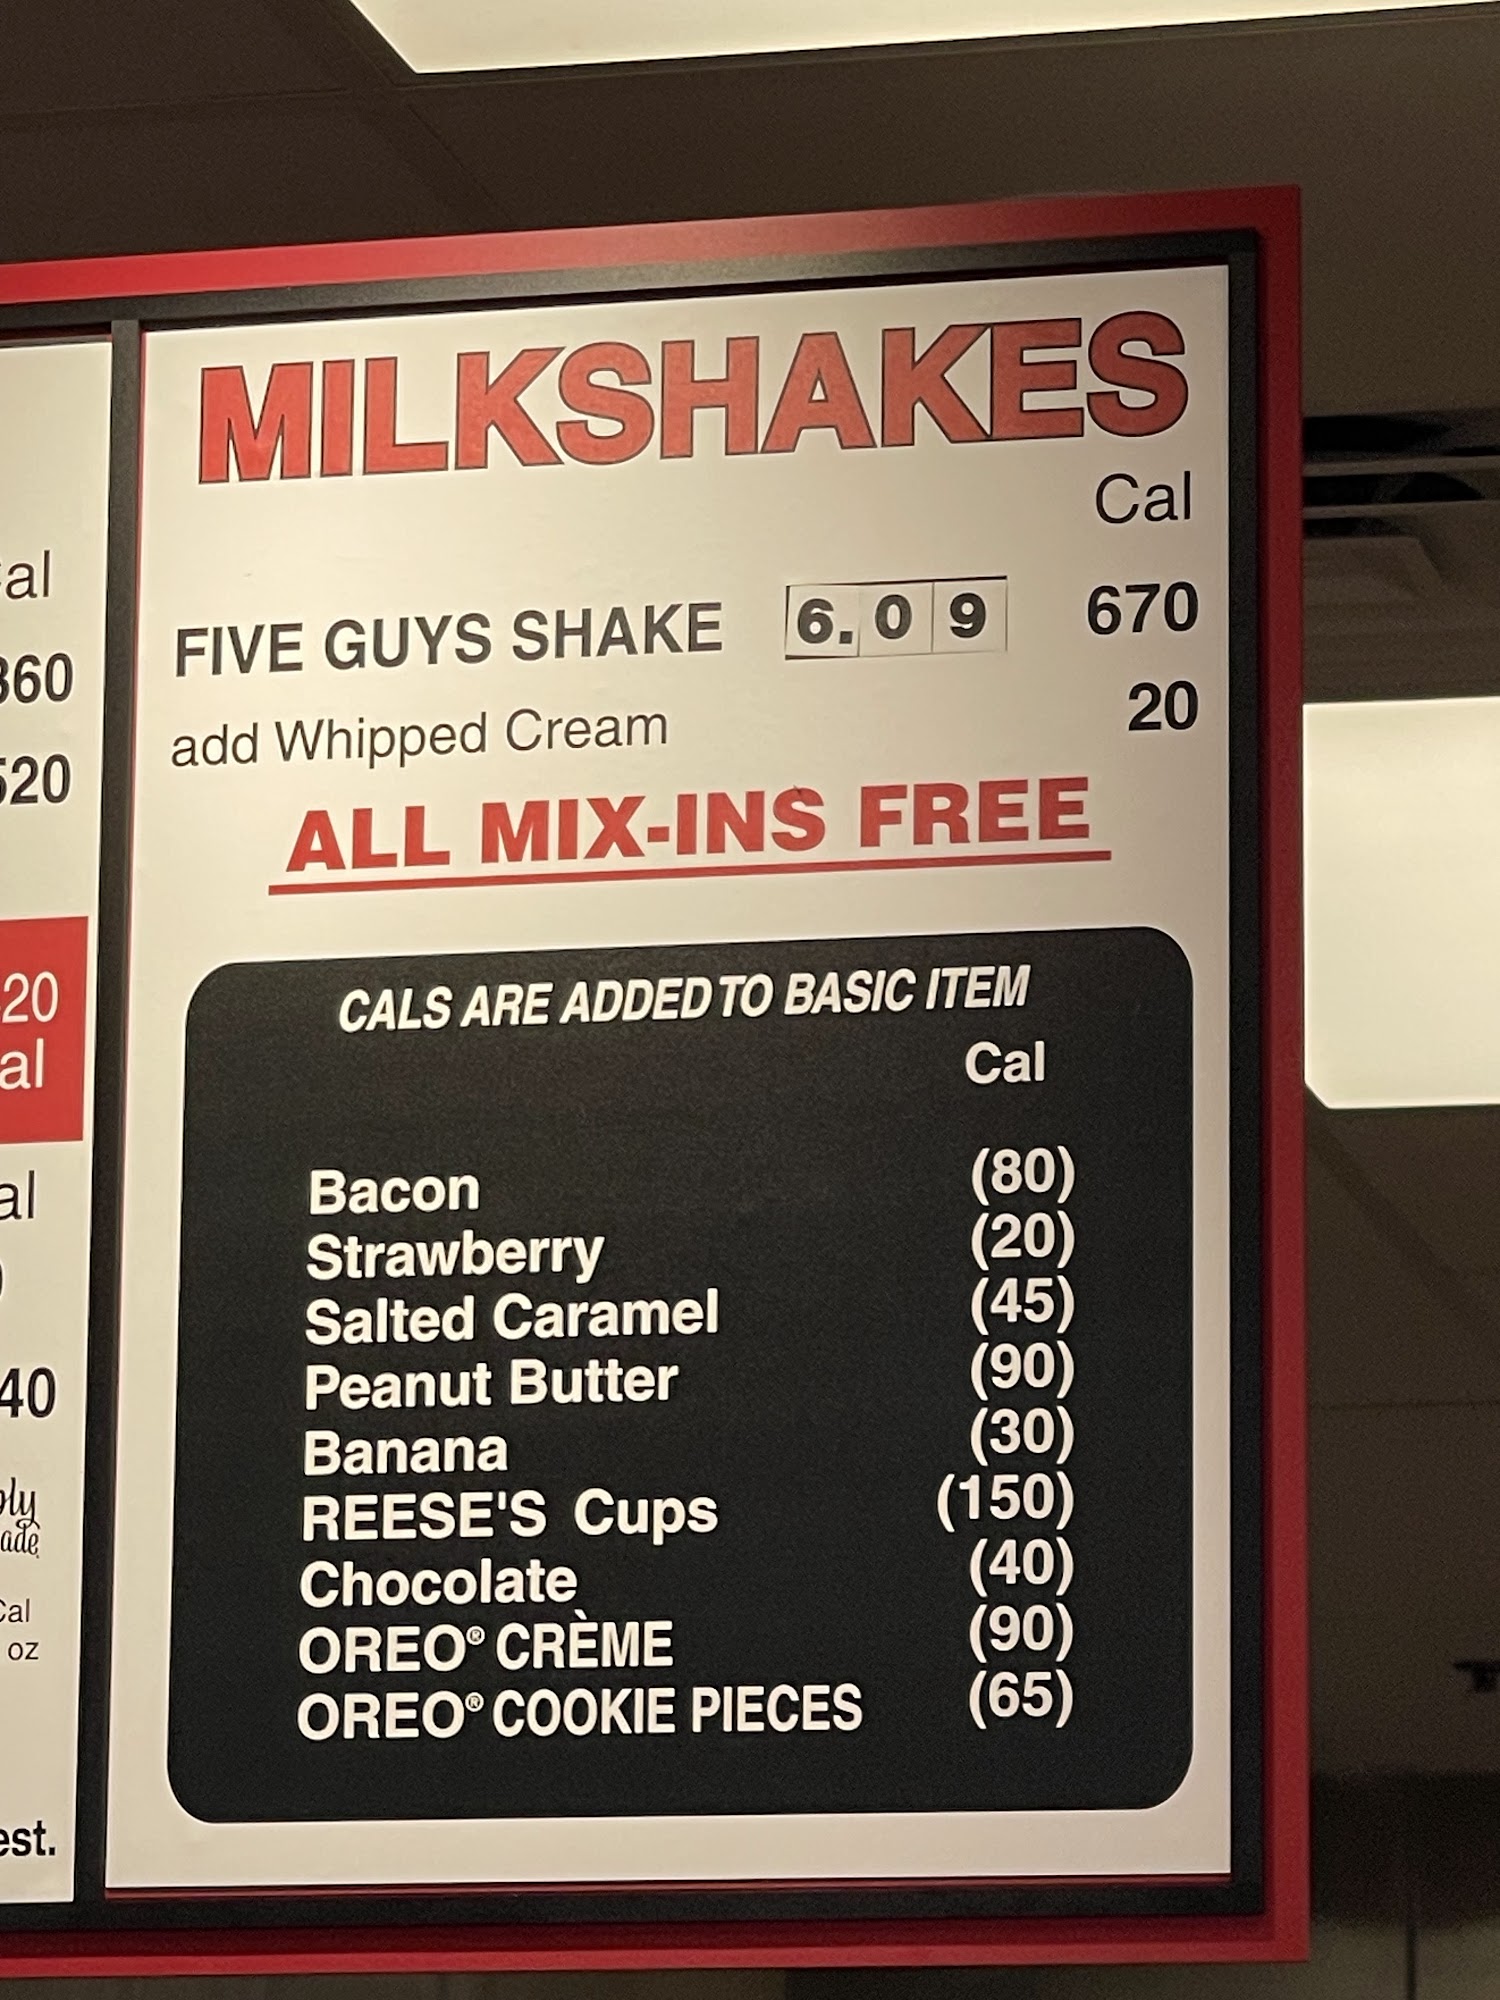 MILKSHAKES
Cal
FIVE GUYS SHAKE 6.09 670
add Whipped Cream 20
ALL MIX-INS FREE
CALS ARE ADDED TO BASIC ITEM
Cal
Bacon (80)
Strawberry (20)
Salted Caramel (45)
Peanut Butter (90)
Banana (30)
REESE'S Cups (150)
Chocolate (40)
OREO® CRÈME (90)
OREO® COOKIE PIECES (65)
oz